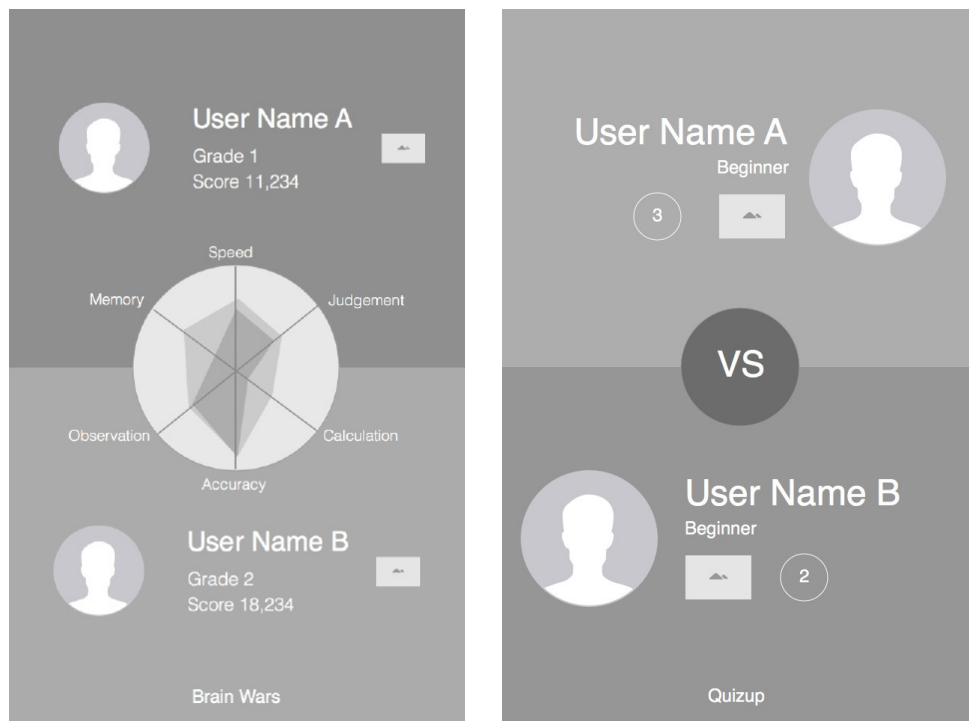 User Name A
Grade 1
Score 11,234
Speed
Memory
Judgement
Observation
Calculation
Accuracy
User Name B
Grade 2
Score 18,234
Brain Wars
User Name A
Beginner
3
VS
User Name B
Beginner
2
Quizup